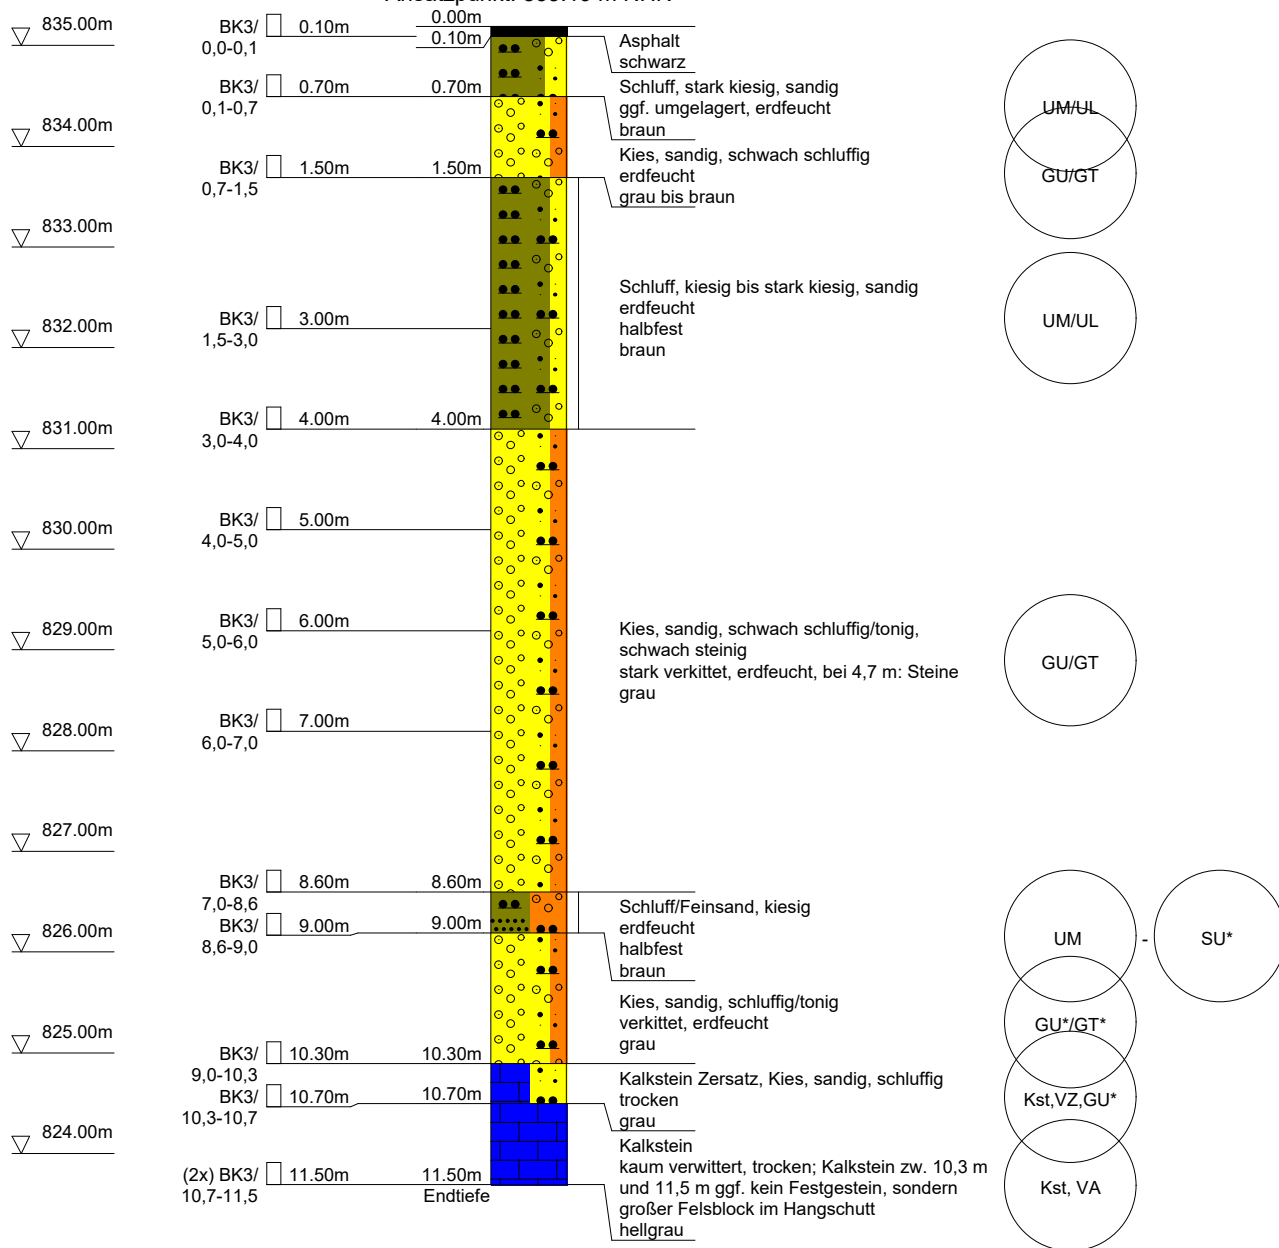 835.00m
834.00m
833.00m
832.00m
831.00m
830.00m
829.00m
828.00m
827.00m
826.00m
825.00m
824.00m
BK3/ 0.10m
0,0-0,1
BK3/ 0.70m
0,1-0,7
BK3/ 1.50m
0,7-1,5
BK3/ 3.00m
1,5-3,0
BK3/ 4.00m
3,0-4,0
BK3/ 5.00m
4,0-5,0
BK3/ 6.00m
5,0-6,0
BK3/ 7.00m
6,0-7,0
BK3/ 8.60m
7,0-8,6
BK3/ 9.00m
8,6-9,0
BK3/ 10.30m
9,0-10,3
BK3/ 10.70m
10,3-10,7
(2x) BK3/ 11.50m
10,7-11,5
0.00m
0.10m
0.70m
1.50m
4.00m
8.60m
9.00m
10.30m
10.70m
11.50m
Endtiefe
Asphalt
schwarz
Schluff, stark kiesig, sandig
ggf. umgelagert, erdfeucht
braun
Kies, sandig, schwach schluffig
erdfeucht
grau bis braun
Schluff, kiesig bis stark kiesig, sandig
erdfeucht
halbfest
braun
Kies, sandig, schwach schluffig/tonig,
schwach steinig
stark verkittet, erdfeucht, bei 4,7 m: Steine
grau
Schluff/Feinsand, kiesig
erdfeucht
halbfest
braun
Kies, sandig, schluffig/tonig
verkittet, erdfeucht
grau
Kalkstein Zersatz, Kies, sandig, schluffig
trocken
grau
Kalkstein
kaum verwittert, trocken; Kalkstein zw. 10,3 m
und 11,5 m ggf. kein Festgestein, sondern
großer Felsblock im Hangschutt
hellgrau
UM/UL
GU/GT
UM/UL
GU/GT
UM - SU*
GU*/GT*
Kst,VZ,GU*
Kst, VA